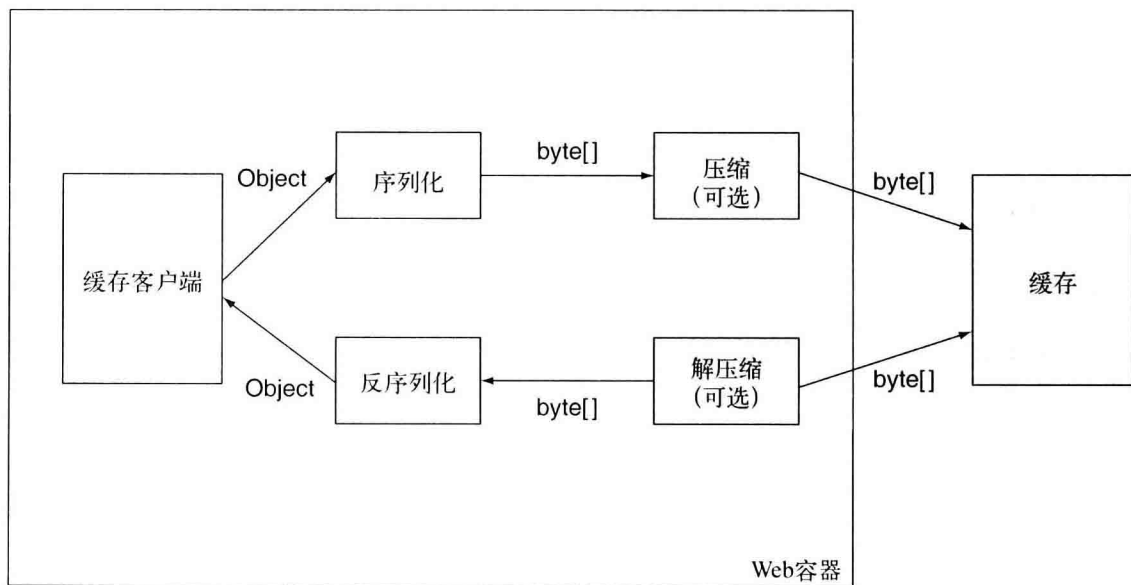 byte[]
压缩
(可选)
byte[]
Object
序列化
缓存客户端
缓存
Object
反序列化
byte[]
解压缩
(可选)
byte[]
Web容器